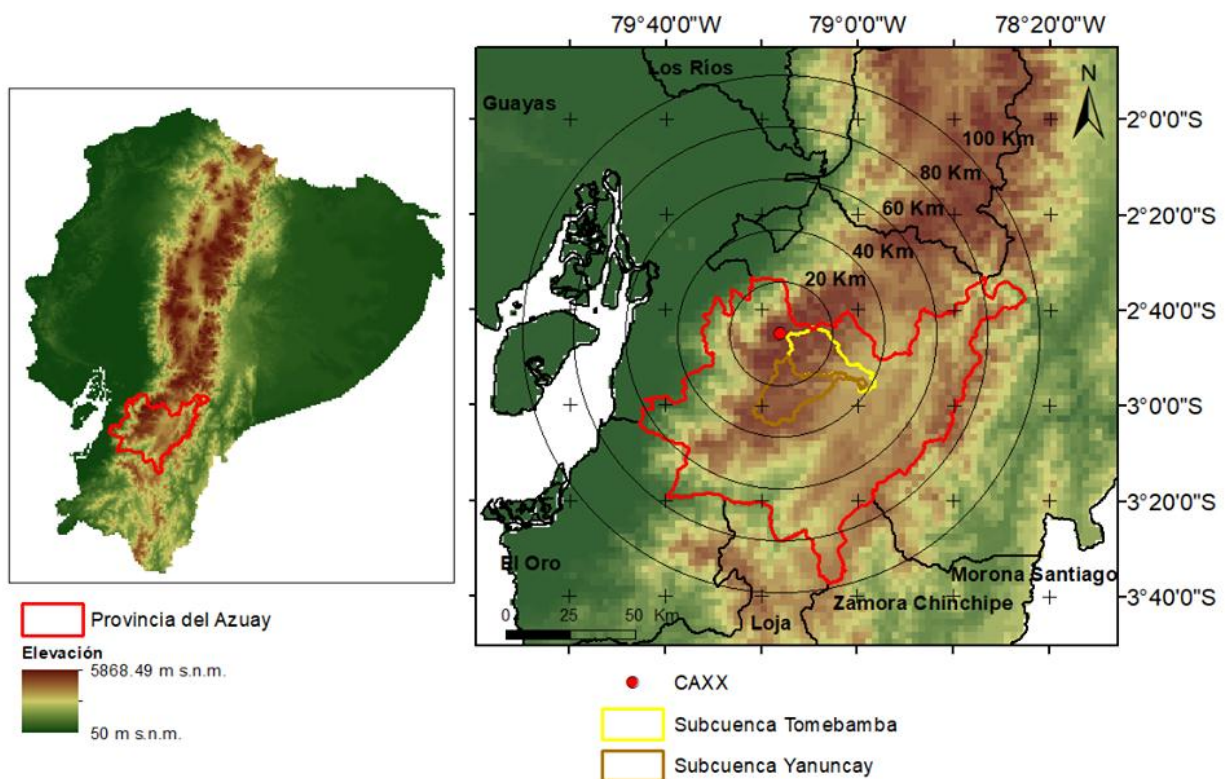 79°40'0"W
79°0'0"W
78°20'0"W
Los Ríos
N
Guayas
2°0'0"S
100 Km
80 Km
2°20'0"S
60 Km
40 Km
20 Km
2°40'0"S
3°0'0"S
3°20'0"S
El Oro
Morona Santiago
Zamora Chinchipe
3°40'0"S
0 25 50 Km
Loja
Provincia del Azuay
Elevación
5868.49 m s.n.m.
50 m s.n.m.
CAXX
Subcuenca Tomebamba
Subcuenca Yanuncay